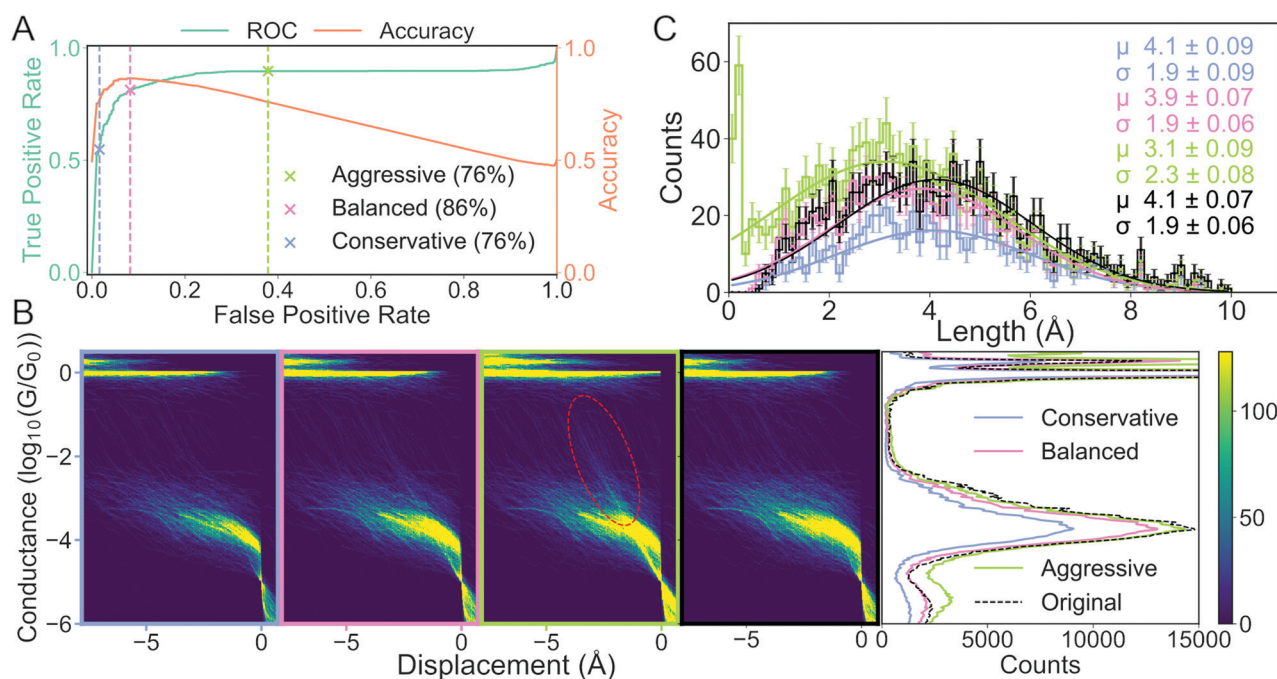 A
ROC
Accuracy
True Positive Rate
1.0
0.5
0.0
1.0
0.5
0.0
Accuracy
Aggressive (76%)
Balanced (86%)
Conservative (76%)
0.0
0.2
0.4
0.6
0.8
1.0
False Positive Rate
C
Counts
60
40
20
0
μ 4.1 ± 0.09
σ 1.9 ± 0.09
μ 3.9 ± 0.07
σ 1.9 ± 0.06
μ 3.1 ± 0.09
σ 2.3 ± 0.08
μ 4.1 ± 0.07
σ 1.9 ± 0.06
0
2
4
6
8
10
Length (Å)
B
Conductance (log10(G/G0))
0
−2
−4
−6
−5
0
−5
0
−5
0
−5
0
Displacement (Å)
Conservative
Balanced
Aggressive
Original
0
5000
10000
15000
Counts
100
50
0